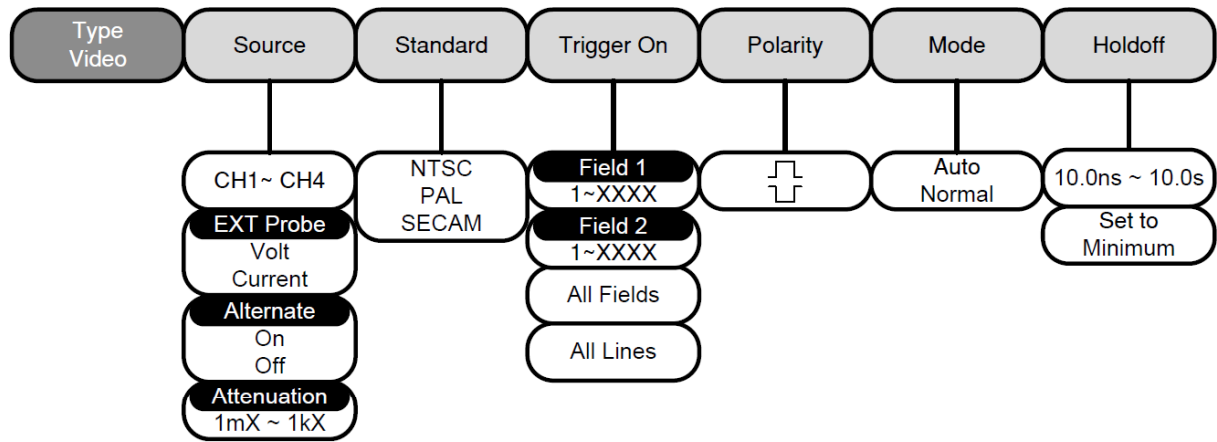 Type
Video
Source
Standard
Trigger On
Polarity
Mode
Holdoff
CH1~ CH4
EXT Probe
Volt
Current
Alternate
On
Off
Attenuation
1mX ~ 1kX
NTSC
PAL
SECAM
Field 1
1~XXXX
Field 2
1~XXXX
All Fields
All Lines
Auto
Normal
10.0ns ~ 10.0s
Set to
Minimum